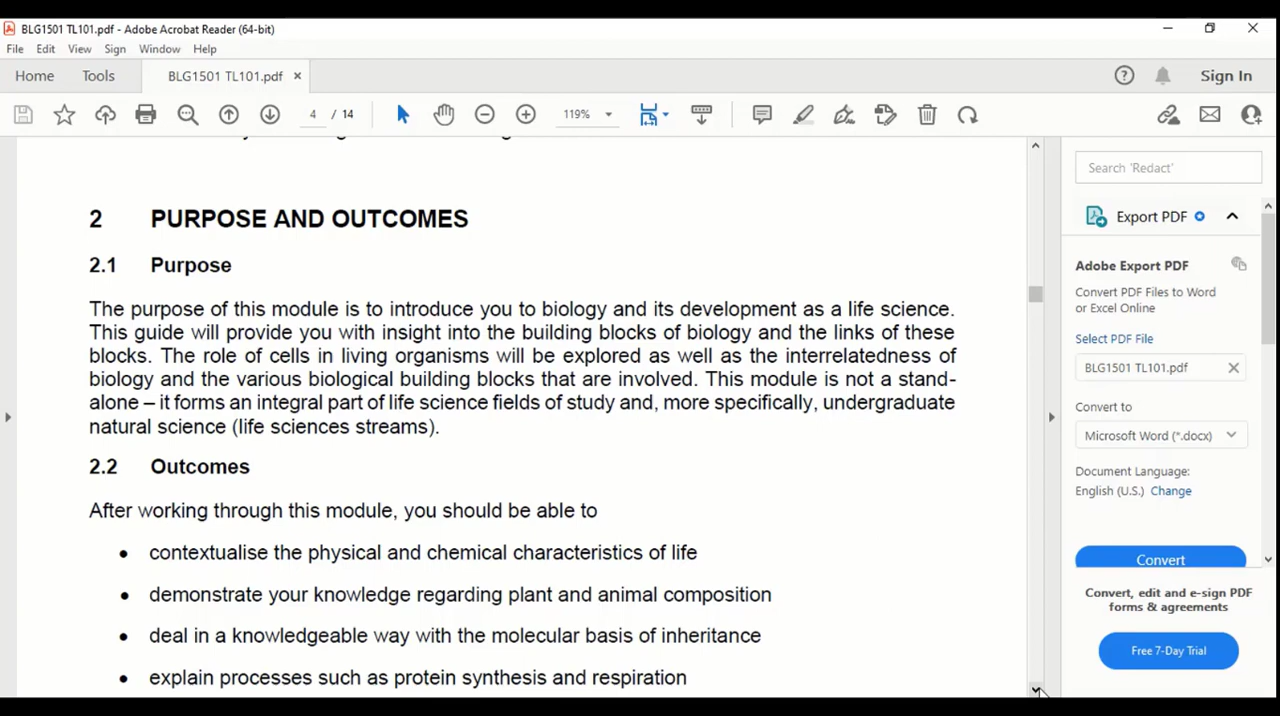 BLG1501 TL101.pdf - Adobe Acrobat Reader (64-bit)
File Edit View Sign Window Help
Home Tools BLG1501 TL101.pdf × Sign In
4 / 14 119%
2 PURPOSE AND OUTCOMES
2.1 Purpose
The purpose of this module is to introduce you to biology and its development as a life science.
This guide will provide you with insight into the building blocks of biology and the links of these
blocks. The role of cells in living organisms will be explored as well as the interrelatedness of
biology and the various biological building blocks that are involved. This module is not a stand-
alone – it forms an integral part of life science fields of study and, more specifically, undergraduate
natural science (life sciences streams).
2.2 Outcomes
After working through this module, you should be able to
• contextualise the physical and chemical characteristics of life
• demonstrate your knowledge regarding plant and animal composition
• deal in a knowledgeable way with the molecular basis of inheritance
• explain processes such as protein synthesis and respiration
Search 'Redact'
Export PDF
Adobe Export PDF
Convert PDF Files to Word
or Excel Online
Select PDF File
BLG1501 TL101.pdf ×
Convert to
Microsoft Word (*.docx)
Document Language:
English (U.S.) Change
Convert
Convert, edit and e-sign PDF
forms & agreements
Free 7-Day Trial